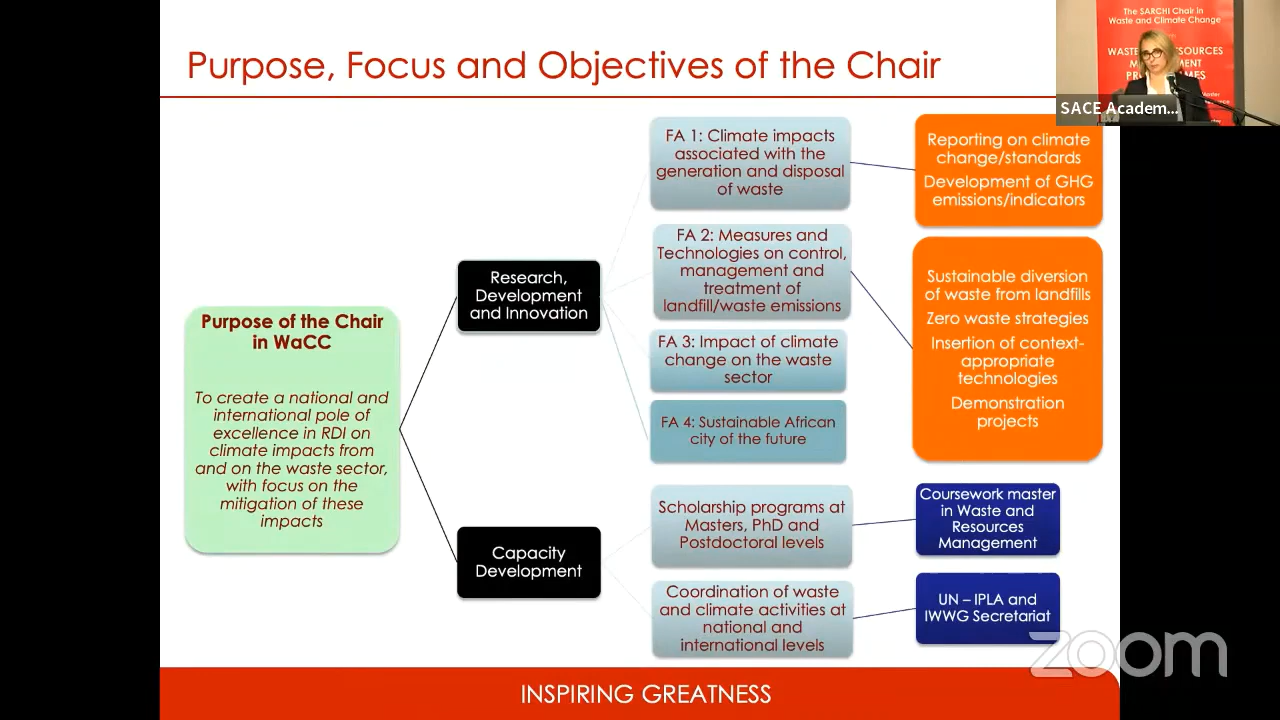 Purpose, Focus and Objectives of the Chair
The SARCHI Chair in
Waste and Climate Change
SACE Academ...
Purpose of the Chair
in WaCC
To create a national and
international pole of
excellence in RDI on
climate impacts from
and on the waste sector,
with focus on the
mitigation of these
impacts
Research,
Development
and Innovation
Capacity
Development
FA 1: Climate impacts
associated with the
generation and disposal
of waste
FA 2: Measures and
Technologies on control,
management and
treatment of
landfill/waste emissions
FA 3: Impact of climate
change on the waste
sector
FA 4: Sustainable African
city of the future
Scholarship programs at
Masters, PhD and
Postdoctoral levels
Coordination of waste
and climate activities at
national and
international levels
Reporting on climate
change/standards
Development of GHG
emissions/indicators
Sustainable diversion
of waste from landfills
Zero waste strategies
Insertion of context-
appropriate
technologies
Demonstration
projects
Coursework master
in Waste and
Resources
Management
UN – IPLA and
IWWG Secretariat
zoom
INSPIRING GREATNESS